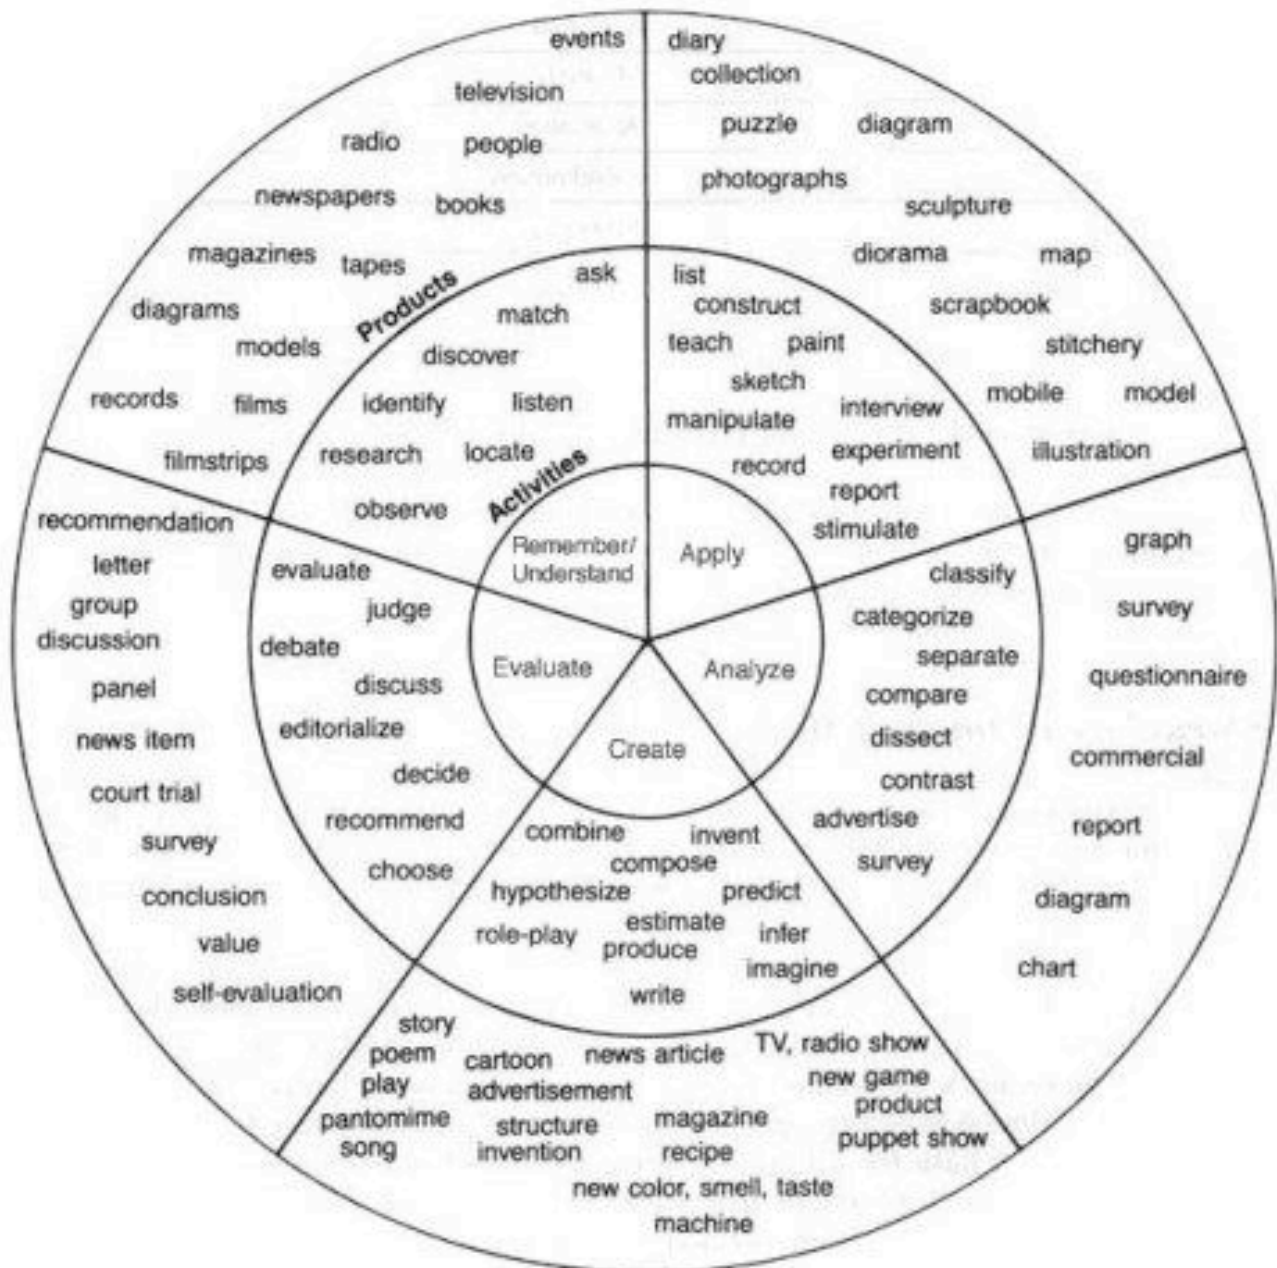 events
television
radio
people
newspapers
books
magazines
tapes
diagrams
models
records
films
filmstrips
Products
ask
match
discover
identify
listen
research
locate
observe
Activities
Remember/
Understand
diary
collection
puzzle
diagram
photographs
sculpture
diorama
map
scrapbook
stitchery
mobile
model
illustration
list
construct
teach
paint
sketch
manipulate
interview
experiment
record
report
stimulate
Apply
graph
survey
questionnaire
commercial
report
diagram
chart
classify
categorize
separate
compare
dissect
contrast
advertise
survey
Analyze
Create
combine
invent
compose
hypothesize
predict
estimate
role-play
produce
infer
imagine
write
story
poem
play
pantomime
song
cartoon
news article
advertisement
structure
invention
magazine
recipe
TV, radio show
new game
product
puppet show
new color, smell, taste
machine
Evaluate
evaluate
judge
debate
discuss
editorialize
decide
recommend
choose
recommendation
letter
group
discussion
panel
news item
court trial
survey
conclusion
value
self-evaluation